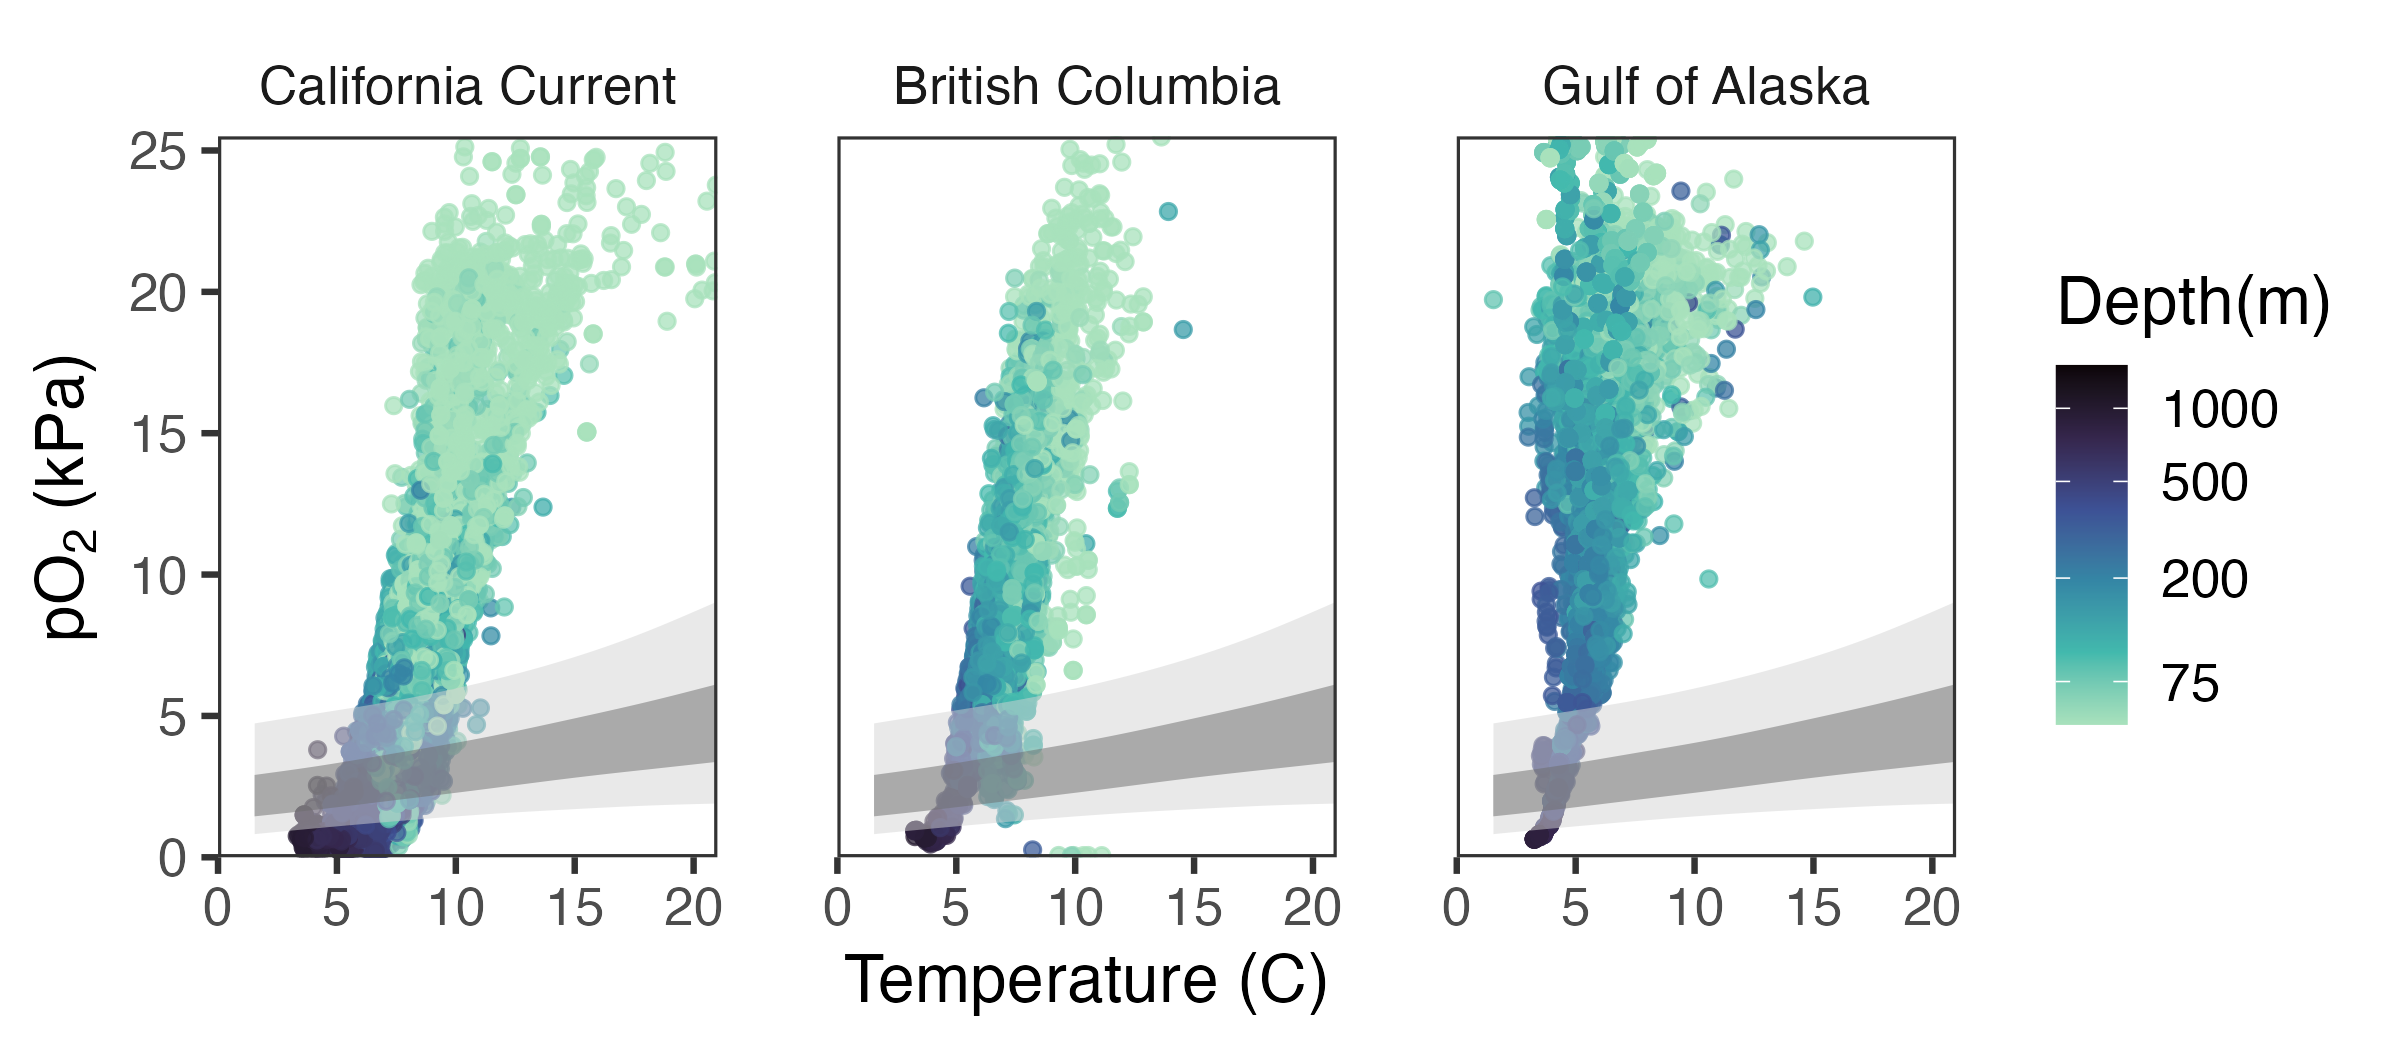 California Current
British Columbia
Gulf of Alaska
25
20
15
10
5
0
pO₂ (kPa)
0 5 10 15 20
0 5 10 15 20
0 5 10 15 20
Temperature (C)
Depth(m)
1000
500
200
75